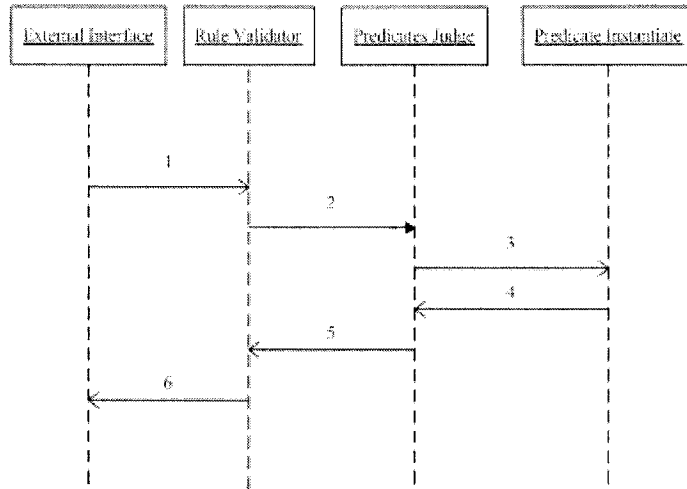 External Interface
Rule Validator
Predicates Judge
Predicate Instantiate
1
2
3
4
5
6